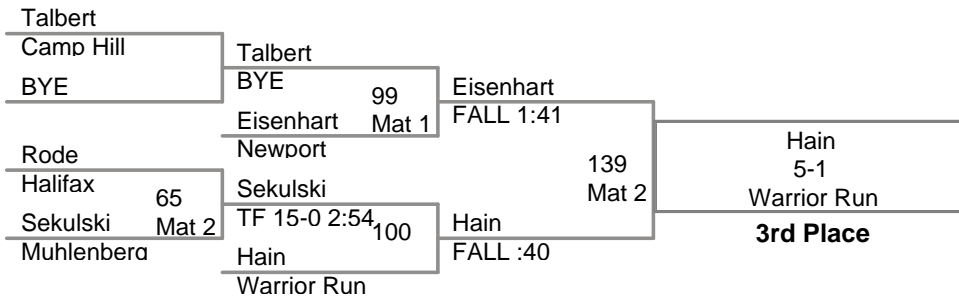 Talbert
Camp Hill
BYE
Rode
Halifax
65
Mat 2
Sekulski
Muhlenberg
Talbert
BYE
99
Mat 1
Eisenhart
Newport
Sekulski
TF 15-0 2:54
100
Hain
Warrior Run
Eisenhart
FALL 1:41
139
Mat 2
Hain
FALL :40
Hain
5-1
Warrior Run
3rd Place